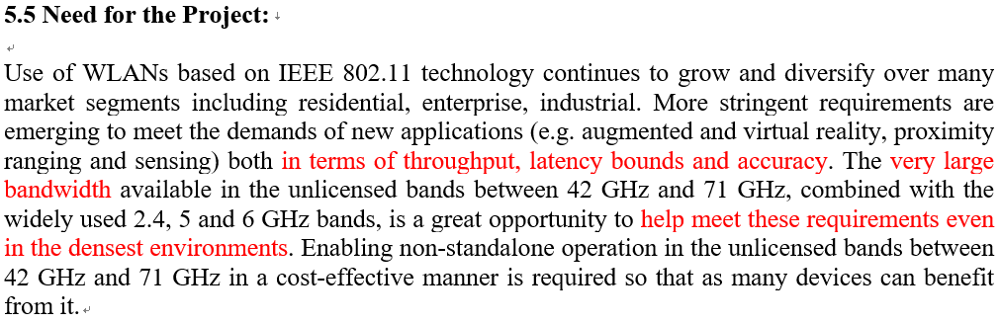 5.5 Need for the Project:
Use of WLANs based on IEEE 802.11 technology continues to grow and diversify over many
market segments including residential, enterprise, industrial. More stringent requirements are
emerging to meet the demands of new applications (e.g. augmented and virtual reality, proximity
ranging and sensing) both in terms of throughput, latency bounds and accuracy. The very large
bandwidth available in the unlicensed bands between 42 GHz and 71 GHz, combined with the
widely used 2.4, 5 and 6 GHz bands, is a great opportunity to help meet these requirements even
in the densest environments. Enabling non-standalone operation in the unlicensed bands between
42 GHz and 71 GHz in a cost-effective manner is required so that as many devices can benefit
from it.